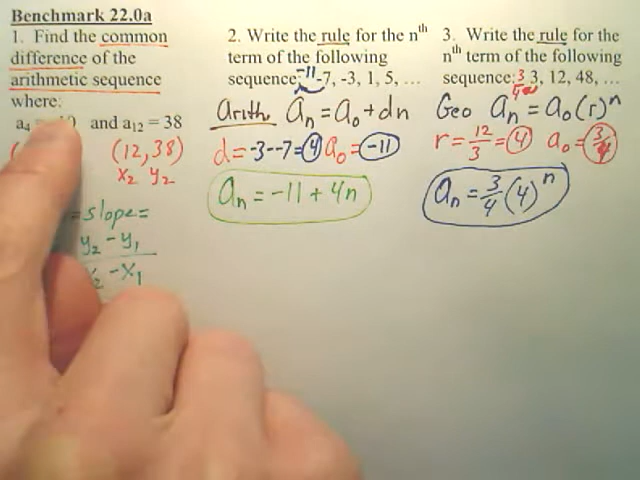 Benchmark 22.0a
1. Find the common
difference of the
arithmetic sequence
where:
a₄ = and a₁₂ = 38
( (12,38)
x₂ y₂
=slope=
y₂ - y₁
x₂ - x₁
2. Write the rule for the nᵗʰ
term of the following
sequence: -11 -7, -3, 1, 5, …
Arith aₙ = a₀ + dn
d = -3--7 = 4 a₀ = -11
aₙ = -11 + 4n
3. Write the rule for the
nᵗʰ term of the following
sequence: 3, 12, 48, …
Geo aₙ = a₀(r)ⁿ
r = 12/3 = 4 a₀ = 3/4
aₙ = 3/4 (4)ⁿ